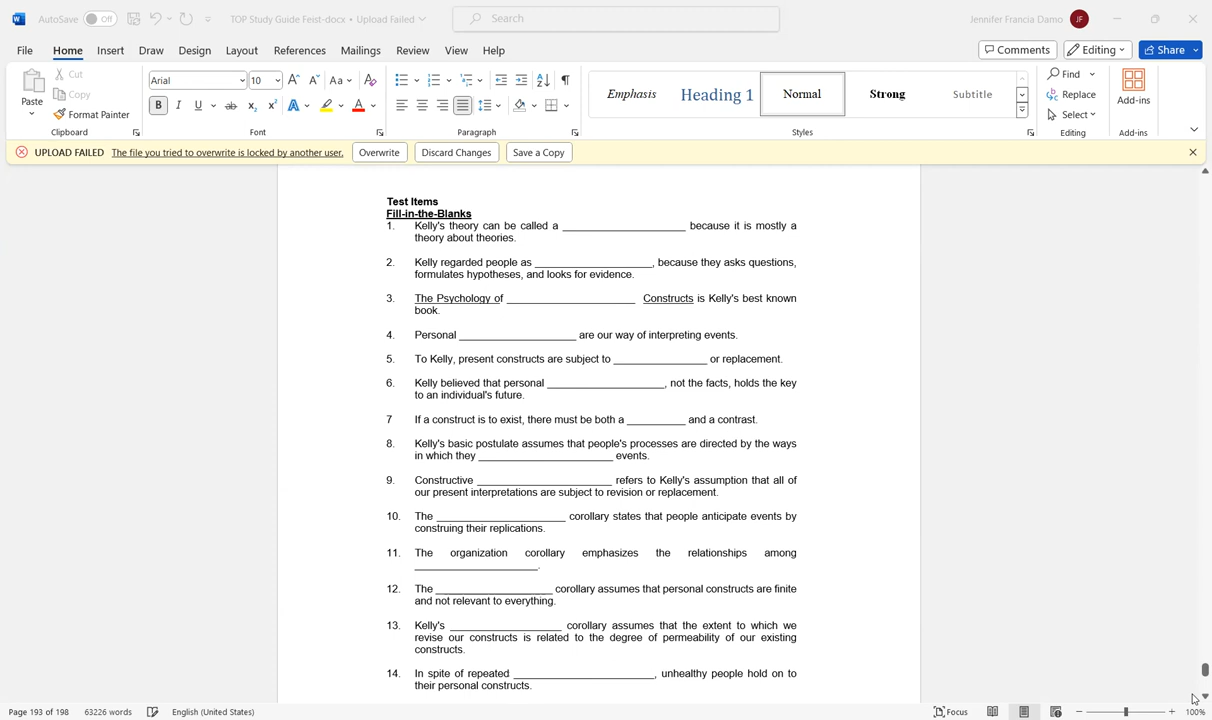 AutoSave Off TOP Study Guide Feist-docx • Upload Failed Search Jennifer Francia Damo JF
File Home Insert Draw Design Layout References Mailings Review View Help Comments Editing Share
Paste Cut Copy Format Painter Clipboard
Arial 10 Font
Paragraph
Emphasis Heading 1 Normal Strong Subtitle Styles
Find Replace Select Editing
Add-ins Add-ins
UPLOAD FAILED The file you tried to overwrite is locked by another user. Overwrite Discard Changes Save a Copy
Test Items
Fill-in-the-Blanks
1. Kelly's theory can be called a _____________________ because it is mostly a
theory about theories.
2. Kelly regarded people as ____________________, because they asks questions,
formulates hypotheses, and looks for evidence.
3. The Psychology of ______________________ Constructs is Kelly's best known
book.
4. Personal ____________________ are our way of interpreting events.
5. To Kelly, present constructs are subject to ________________ or replacement.
6. Kelly believed that personal ____________________, not the facts, holds the key
to an individual's future.
7 If a construct is to exist, there must be both a __________ and a contrast.
8. Kelly's basic postulate assumes that people's processes are directed by the ways
in which they _______________________ events.
9. Constructive _______________________ refers to Kelly's assumption that all of
our present interpretations are subject to revision or replacement.
10. The ______________________ corollary states that people anticipate events by
construing their replications.
11. The organization corollary emphasizes the relationships among
_____________________.
12. The ____________________ corollary assumes that personal constructs are finite
and not relevant to everything.
13. Kelly's ___________________ corollary assumes that the extent to which we
revise our constructs is related to the degree of permeability of our existing
constructs.
14. In spite of repeated ________________________, unhealthy people hold on to
their personal constructs.
Page 193 of 198 63226 words English (United States) Focus 100%